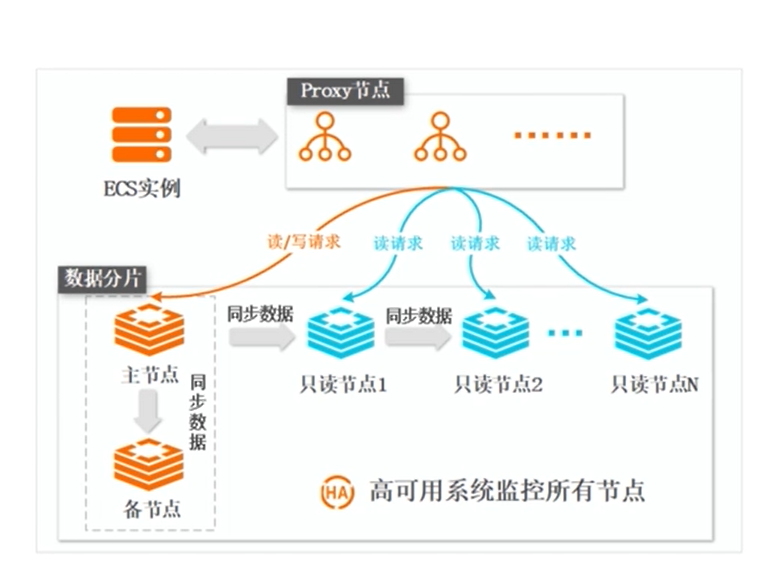 Proxy节点
ECS实例
读/写请求
读请求
读请求
读请求
数据分片
同步数据
同步数据
主节点
同步数据
只读节点1
只读节点2
只读节点N
备节点
HA
高可用系统监控所有节点